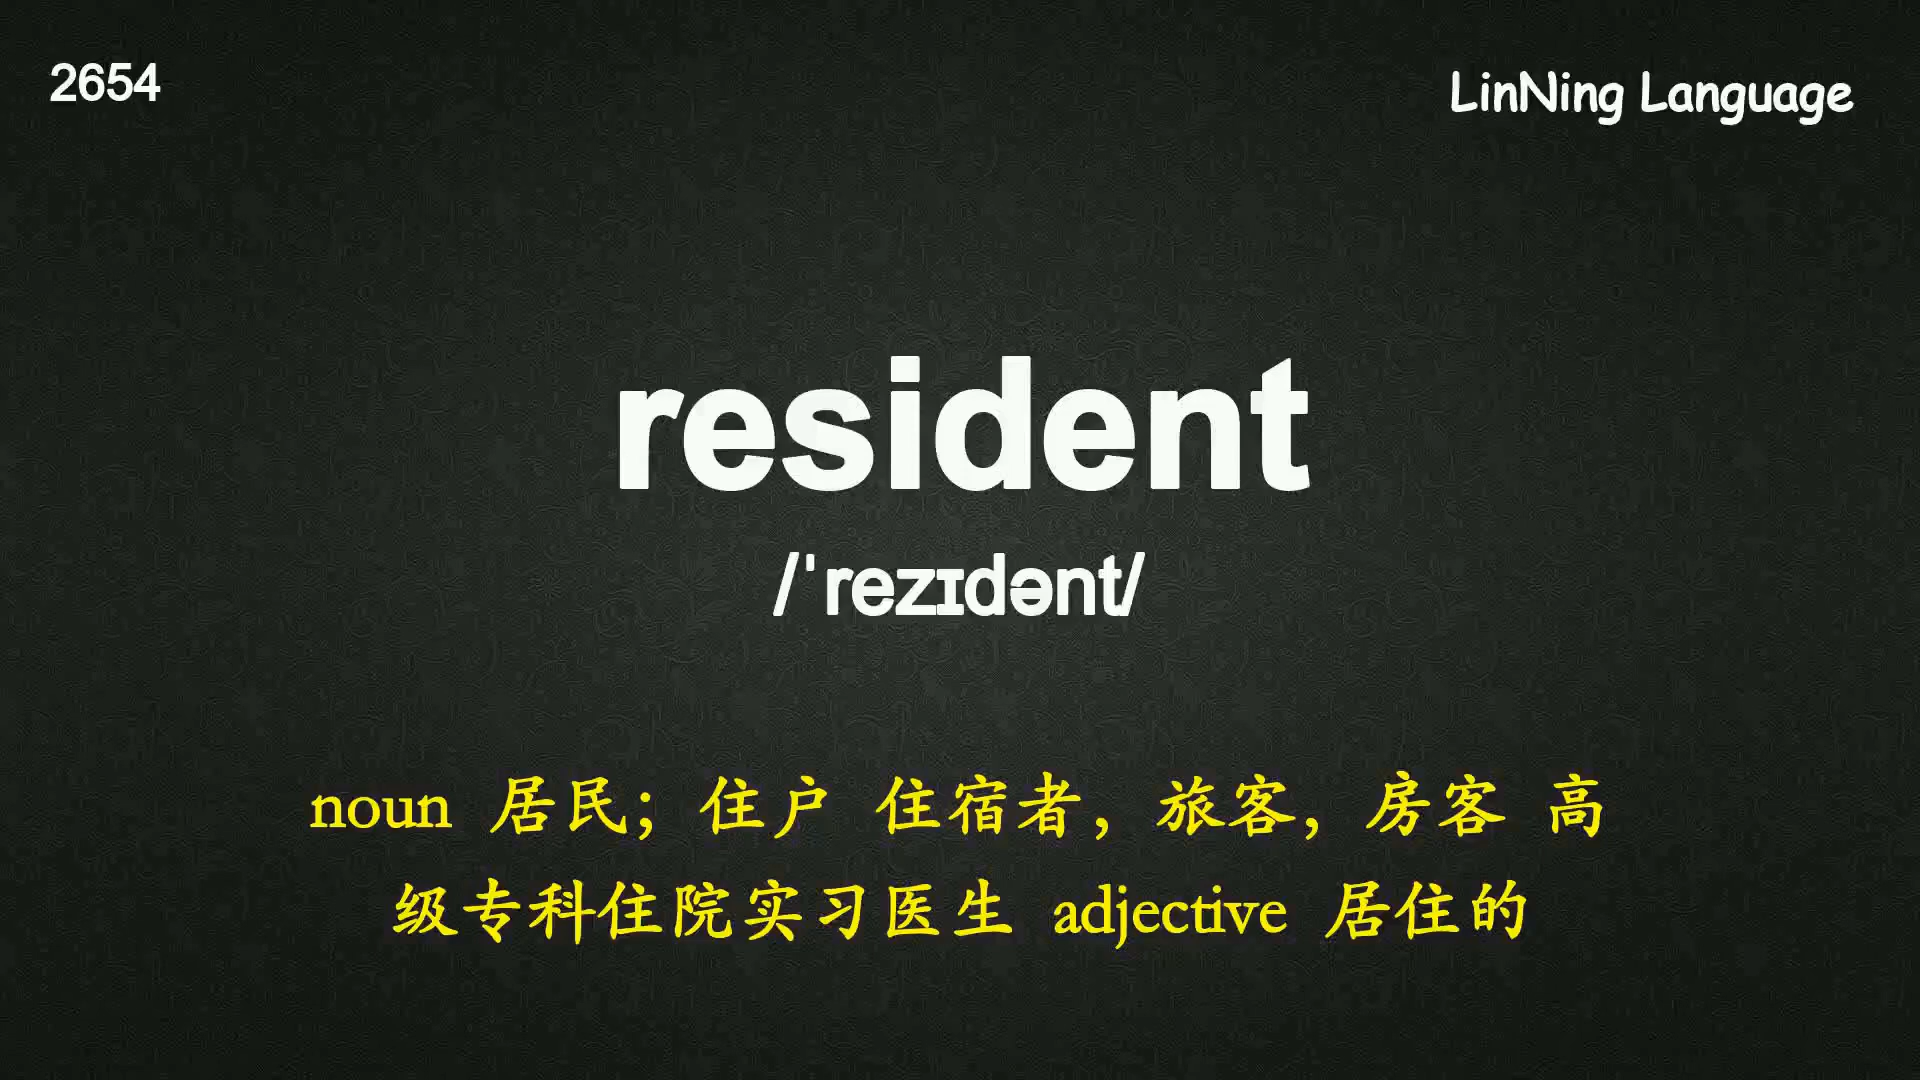 2654
LinNing Language
resident
/ˈrezɪdənt/
noun 居民；住户 住宿者，旅客，房客 高
级专科住院实习医生 adjective 居住的